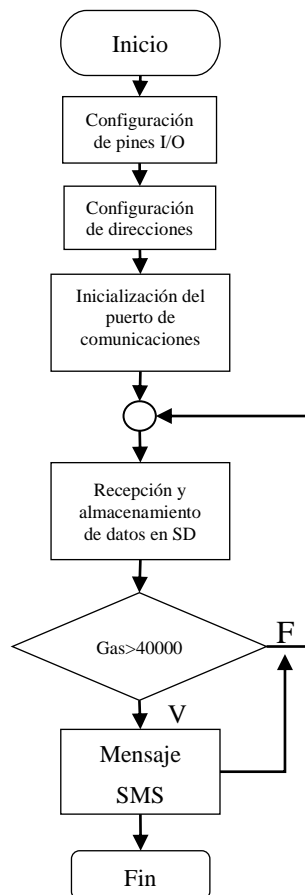 Inicio
Configuración
de pines I/O
Configuración
de direcciones
Inicialización del
puerto de
comunicaciones
Recepción y
almacenamiento
de datos en SD
Gas>40000
F
V
Mensaje
SMS
Fin